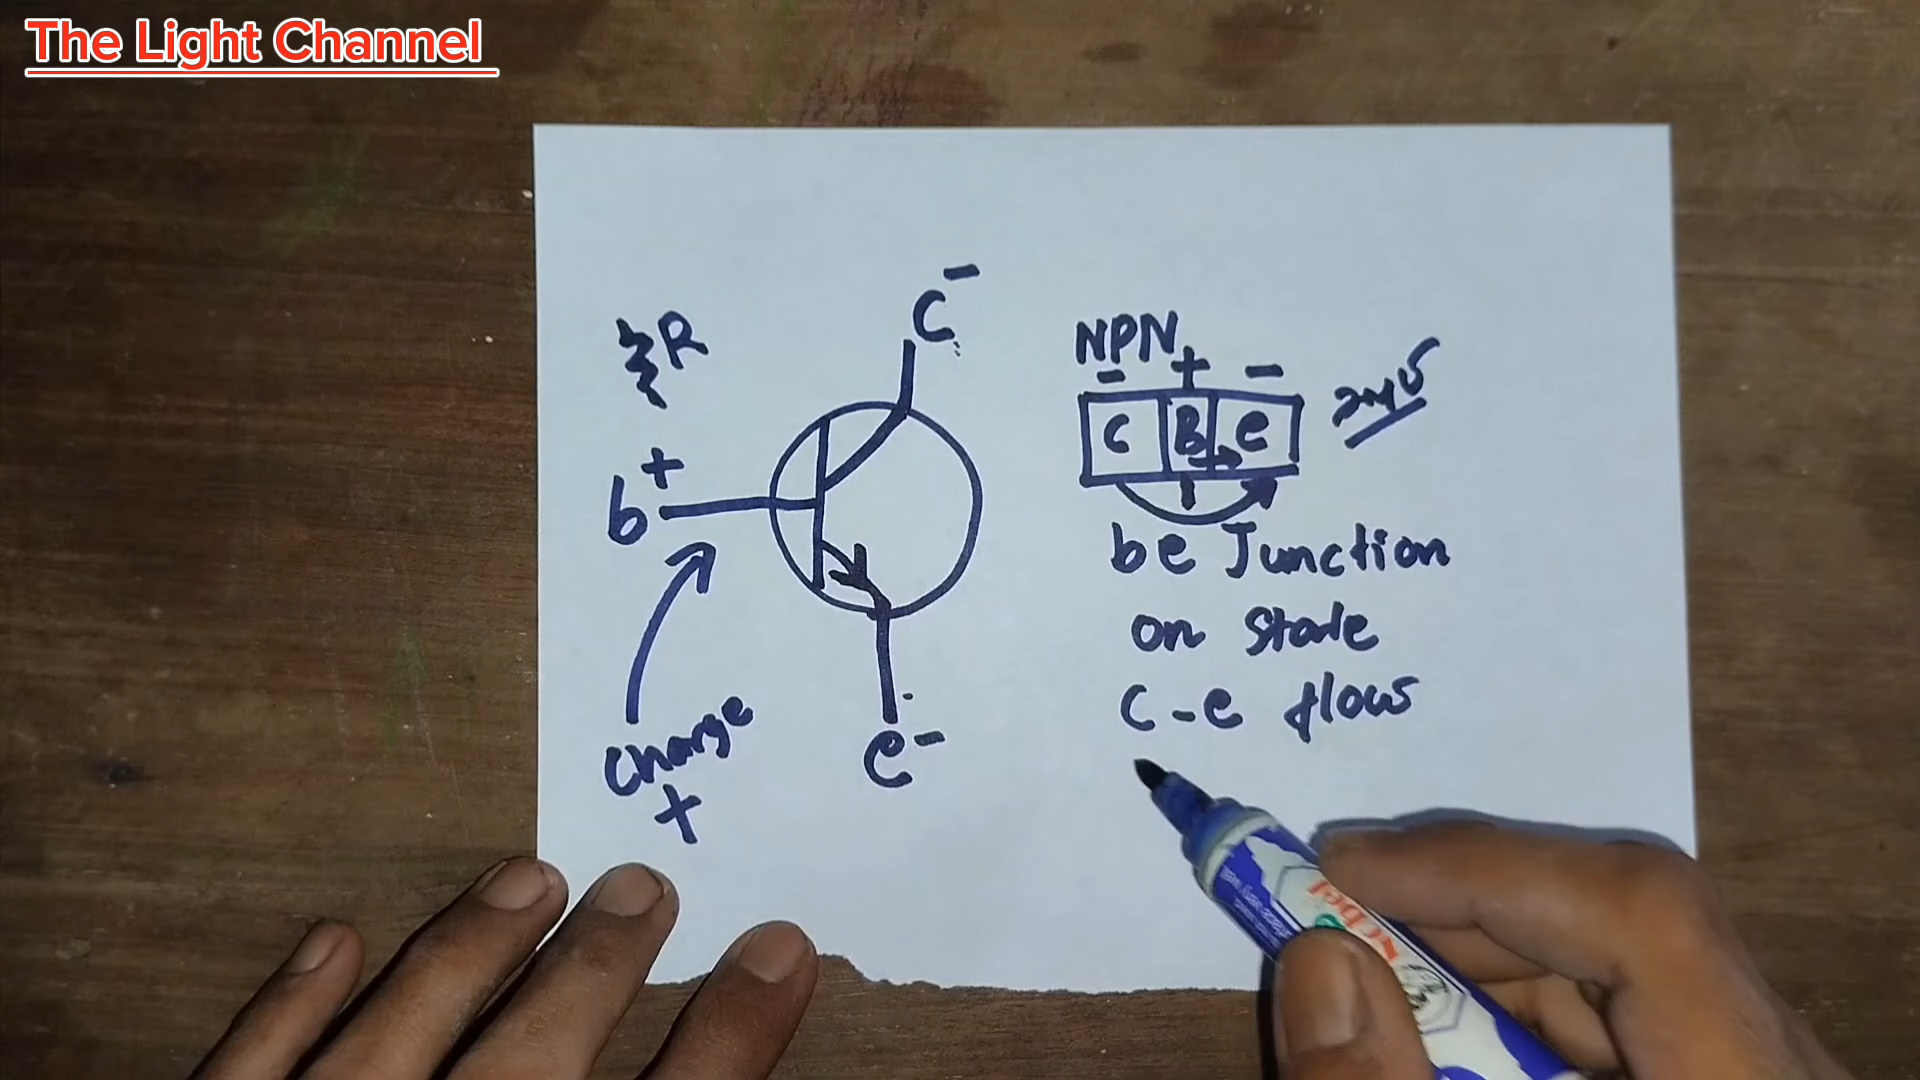 The Light Channel
R
C -
b +
Charge
+
e -
NPN
- + -
C B e
be Junction
on state
c-e flows